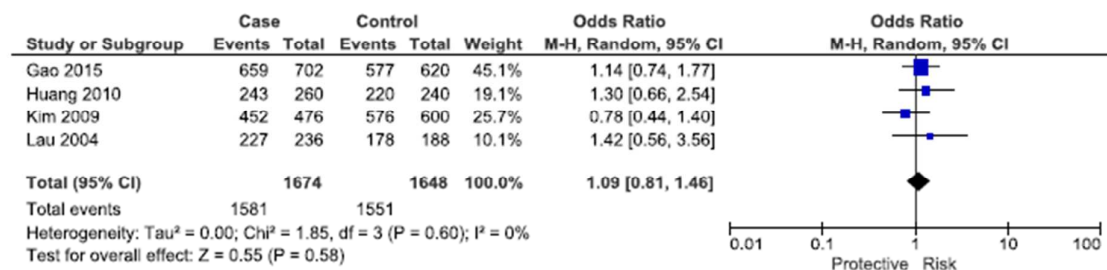 Case Control Odds Ratio Odds Ratio
Study or Subgroup Events Total Events Total Weight M-H, Random, 95% CI M-H, Random, 95% CI
Gao 2015 659 702 577 620 45.1% 1.14 [0.74, 1.77]
Huang 2010 243 260 220 240 19.1% 1.30 [0.66, 2.54]
Kim 2009 452 476 576 600 25.7% 0.78 [0.44, 1.40]
Lau 2004 227 236 178 188 10.1% 1.42 [0.56, 3.56]
Total (95% CI) 1674 1648 100.0% 1.09 [0.81, 1.46]
Total events 1581 1551
Heterogeneity: Tau² = 0.00; Chi² = 1.85, df = 3 (P = 0.60); I² = 0%
Test for overall effect: Z = 0.55 (P = 0.58)
0.01 0.1 1 10 100
Protective Risk